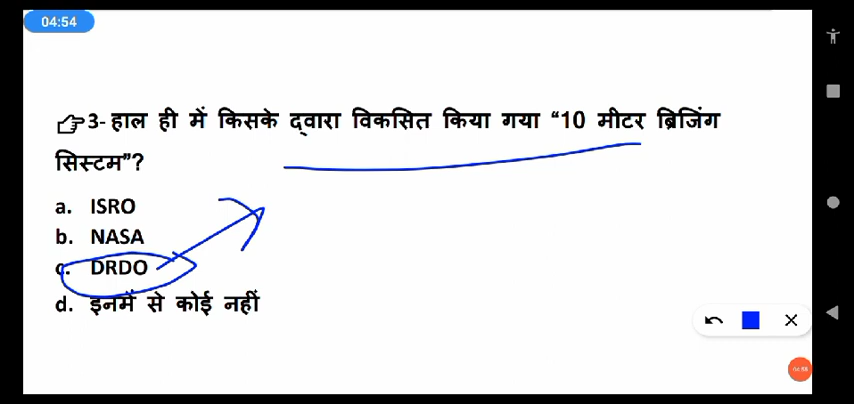 04:54
3- हाल ही में किसके द्वारा विकसित किया गया “10 मीटर ब्रिजिंग
सिस्टम”?
a. ISRO
b. NASA
c. DRDO
d. इनमें से कोई नहीं